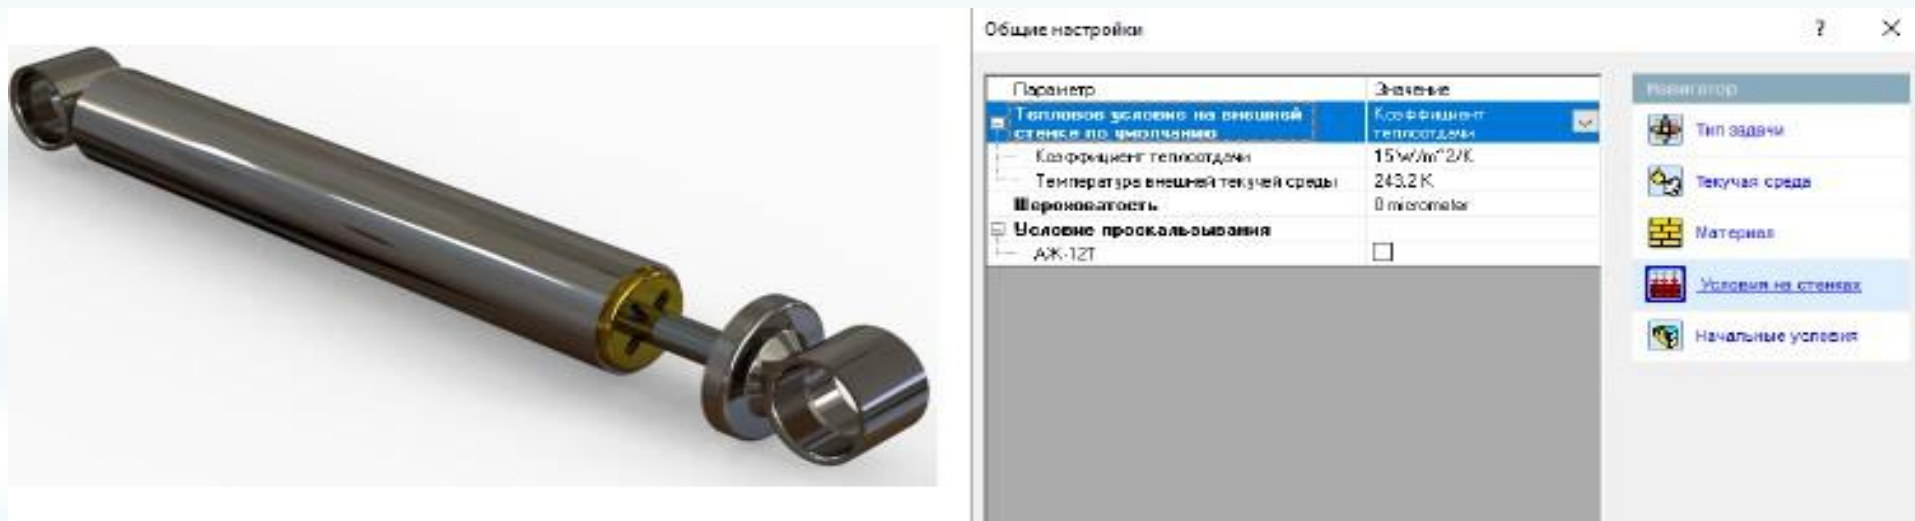 Общие настройки
?
Параметр Значение
Тепловое условие на внешней
стенке по умолчанию
Коэффициент
теплоотдачи
Коэффициент теплоотдачи 15 W/m^2/K
Температура внешней текучей среды 243.2 K
Шероховатость 0 micrometer
Условие проскальзывания
АЖ-12Т
Навигатор
Тип задачи
Текучая среда
Материал
Условия на стенках
Начальные условия